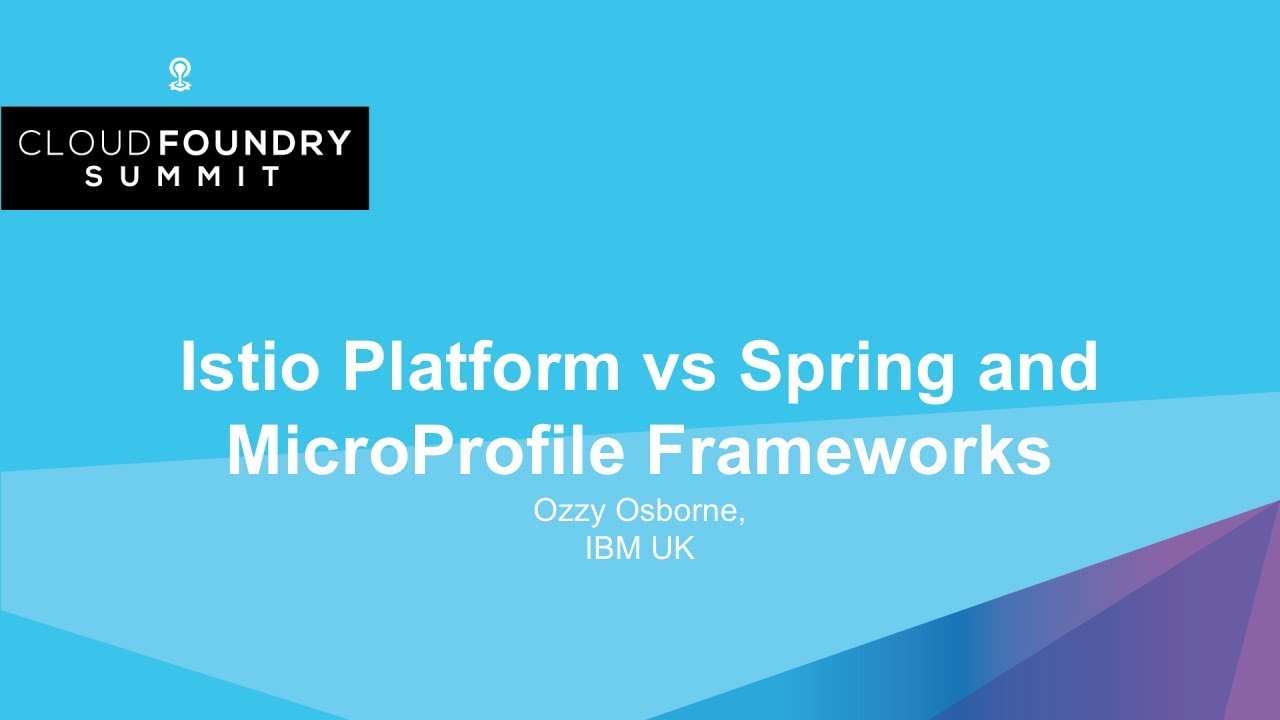 CLOUD FOUNDRY
SUMMIT
Istio Platform vs Spring and
MicroProfile Frameworks
Ozzy Osborne,
IBM UK